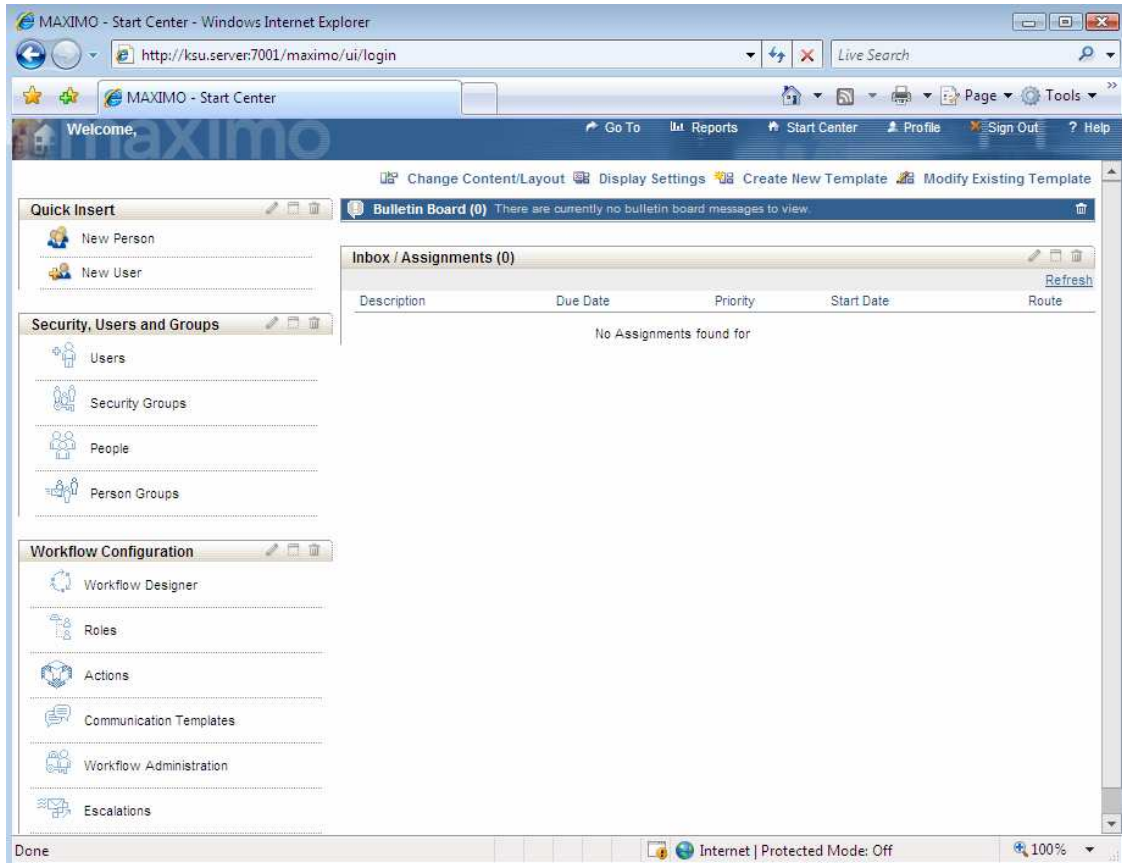 MAXIMO - Start Center - Windows Internet Explorer
http://ksu.server:7001/maximo/ui/login
Live Search
MAXIMO - Start Center
Page
Tools
Welcome,
maximo
Go To
Reports
Start Center
Profile
Sign Out
? Help
Change Content/Layout
Display Settings
Create New Template
Modify Existing Template
Quick Insert
New Person
New User
Security, Users and Groups
Users
Security Groups
People
Person Groups
Workflow Configuration
Workflow Designer
Roles
Actions
Communication Templates
Workflow Administration
Escalations
Bulletin Board (0) There are currently no bulletin board messages to view.
Inbox / Assignments (0)
Refresh
Description Due Date Priority Start Date Route
No Assignments found for
Done
Internet | Protected Mode: Off
100%